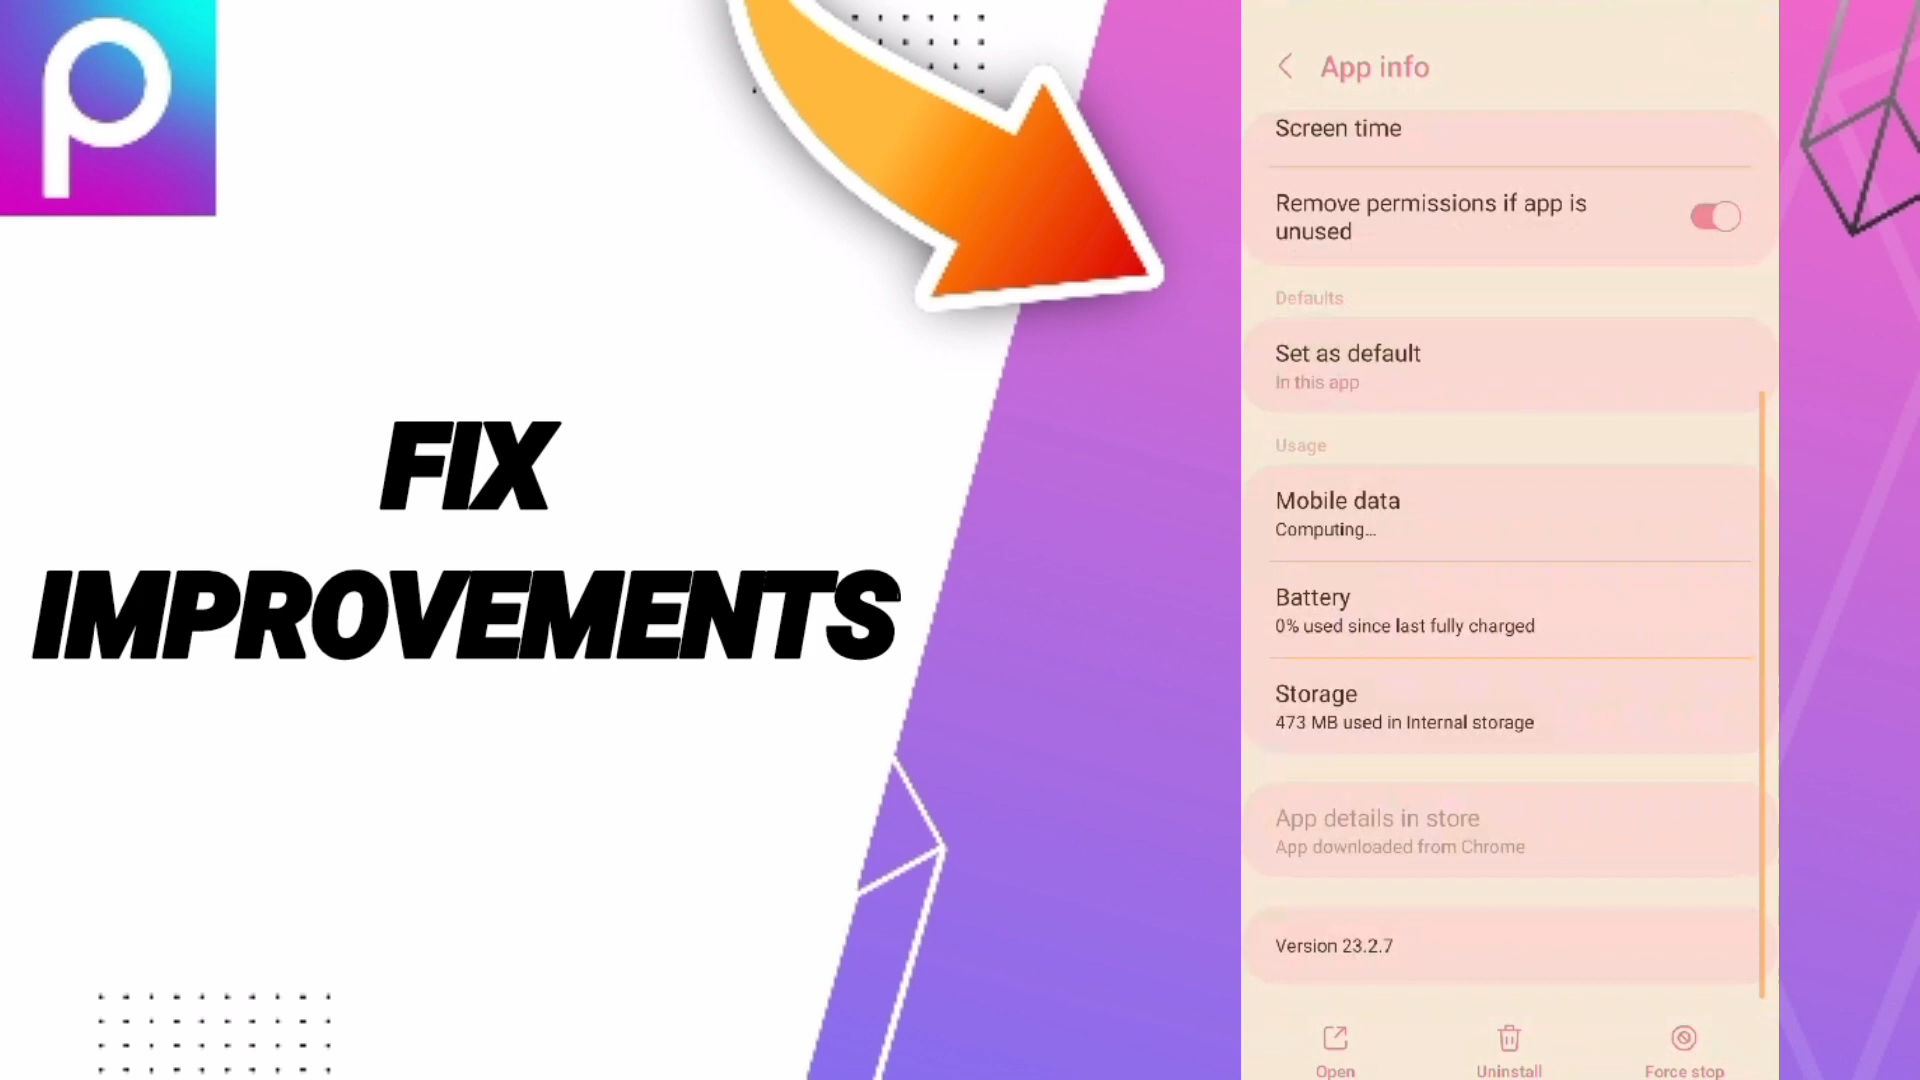 FIX
IMPROVEMENTS
App info
Screen time
Remove permissions if app is
unused
Defaults
Set as default
In this app
Usage
Mobile data
Computing...
Battery
0% used since last fully charged
Storage
473 MB used in Internal storage
App details in store
App downloaded from Chrome
Version 23.2.7
Open
Uninstall
Force stop